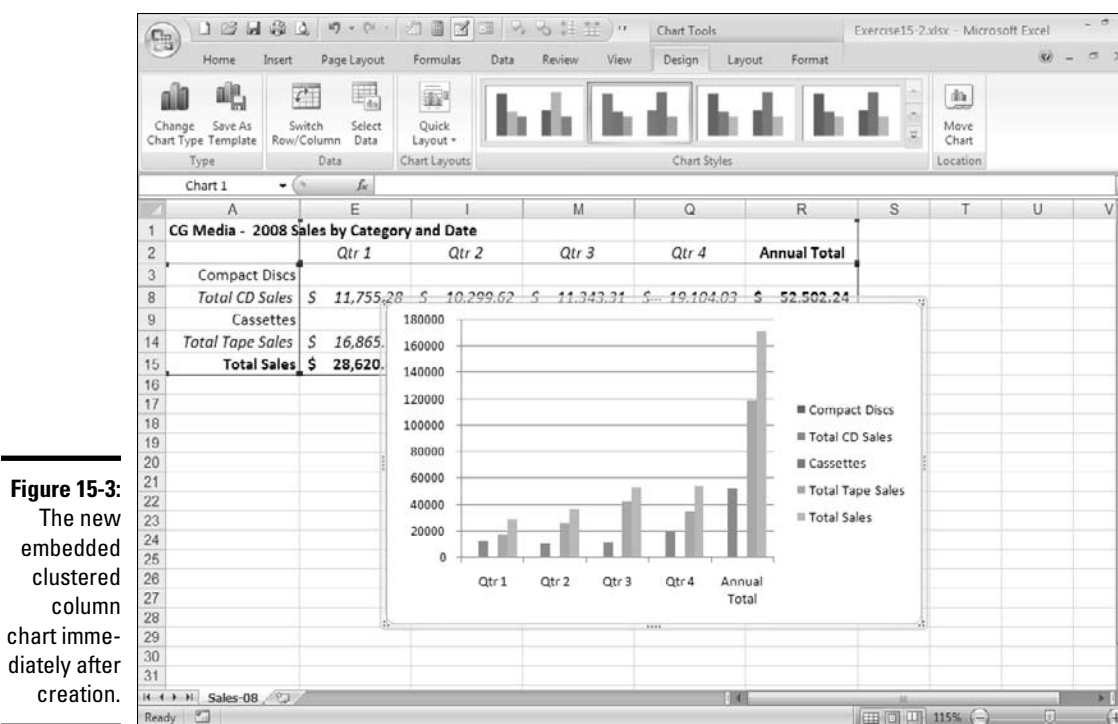 Chart Tools
Exercise15-2.xlsx - Microsoft Excel
Home Insert Page Layout Formulas Data Review View Design Layout Format
Change Chart Type
Save As Template
Switch Row/Column
Select Data
Quick Layout
Move Chart
Type Data Chart Layouts Chart Styles Location
Chart 1 fx
A E I M Q R S T U V
1 CG Media - 2008 Sales by Category and Date
2 Qtr 1 Qtr 2 Qtr 3 Qtr 4 Annual Total
3 Compact Discs
8 Total CD Sales $ 11,755.28 $ 10,299.62 $ 11,343.31 $ 19,104.03 $ 52,502.24
9 Cassettes
14 Total Tape Sales $ 16,865.
15 Total Sales $ 28,620.
16
17
18
19
20
21
22
23
24
25
26
27
28
29
30
31
180000
160000
140000
120000
100000
80000
60000
40000
20000
0
Qtr 1 Qtr 2 Qtr 3 Qtr 4 Annual Total
Compact Discs
Total CD Sales
Cassettes
Total Tape Sales
Total Sales
Sales-08
Ready 115%
Figure 15-3:
The new
embedded
clustered
column
chart imme-
diately after
creation.